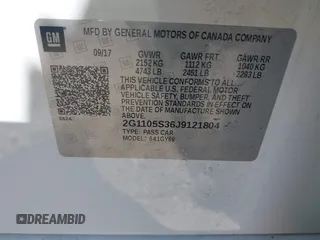 GM
MFD BY GENERAL MOTORS OF CANADA COMPANY
09/17 GVWR GAWR FRT GAWR RR
2152 KG 1112 KG 1040 KG
4743 LB 2451 LB 2293 LB
THIS VEHICLE CONFORMS TO ALL
APPLICABLE U.S. FEDERAL MOTOR
VEHICLE SAFETY, BUMPER, AND THEFT
PREVENTION STANDARDS IN EFFECT ON
THE DATE OF MANUFACTURE SHOWN
ABOVE.
2G1105S36J9121804
TYPE: PASS CAR
MODEL:
DREAMBID